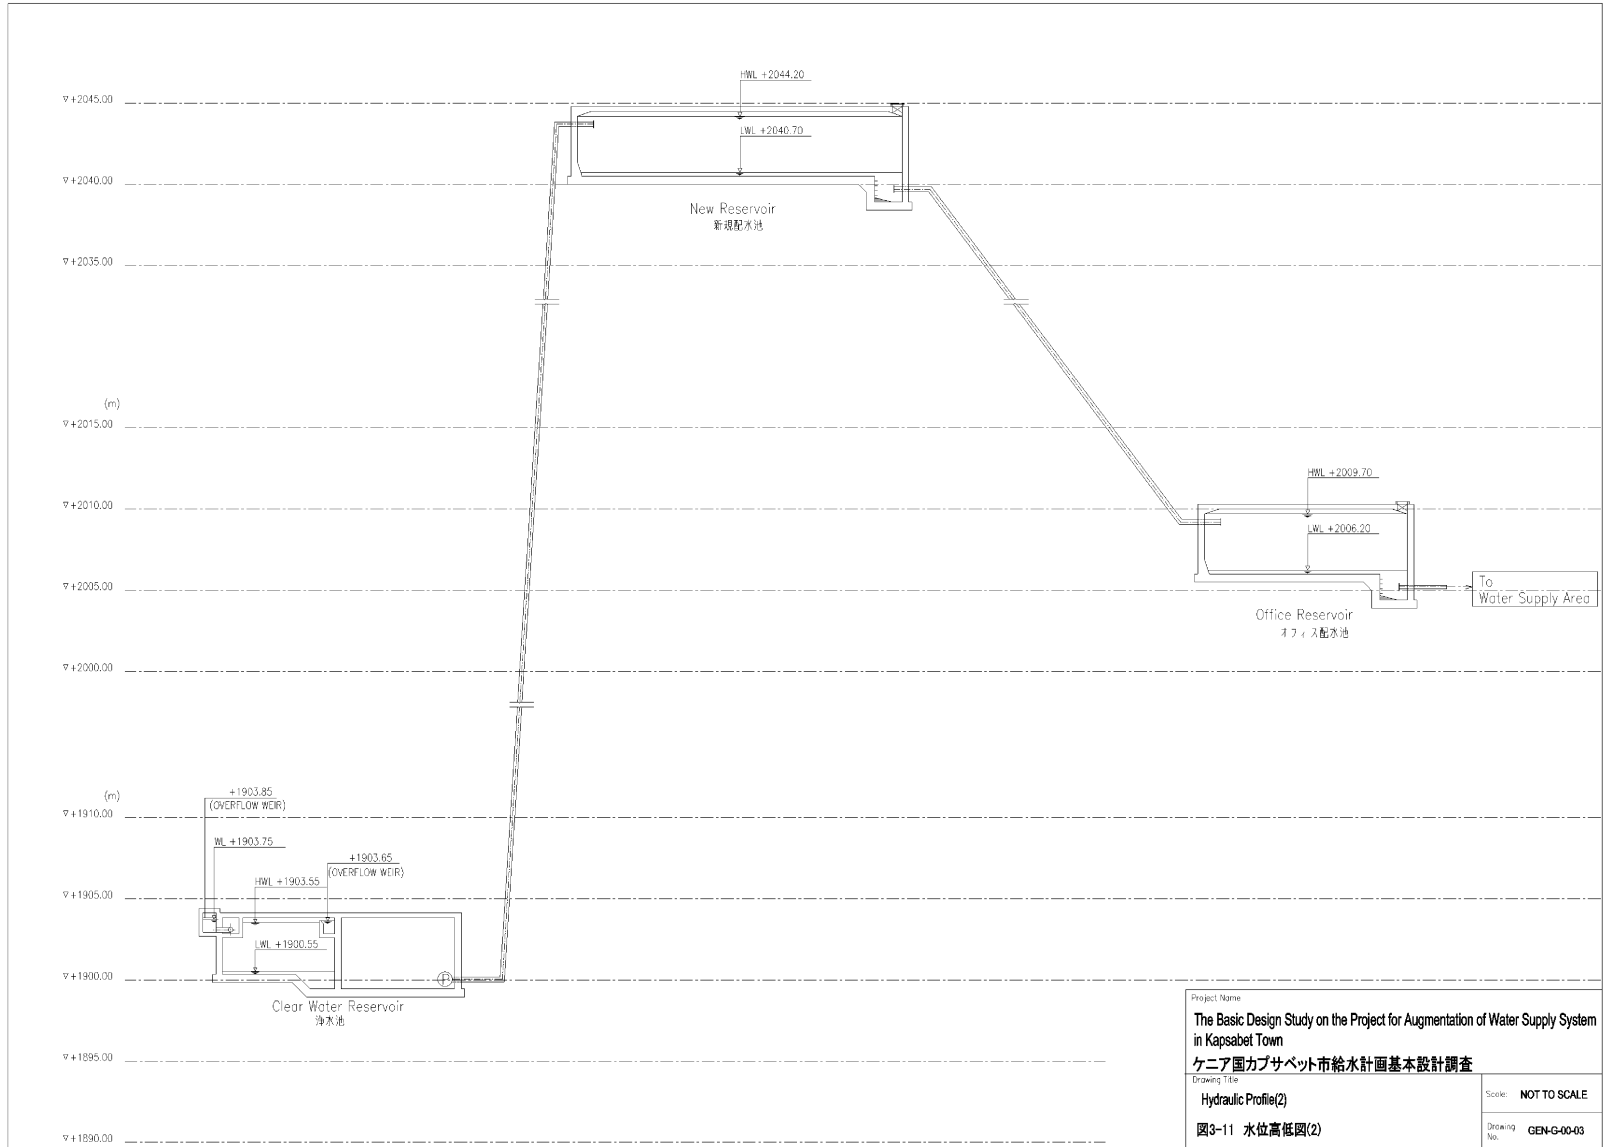 HWL +2044.20
▽+2045.00
LWL +2040.70
▽+2040.00
New Reservoir
新規配水池
▽+2035.00
(m)
▽+2015.00
HWL +2009.70
▽+2010.00
LWL +2006.20
▽+2005.00
To
Water Supply Area
Office Reservoir
オフィス配水池
▽+2000.00
(m)
+1903.85
(OVERFLOW WEIR)
▽+1910.00
WL +1903.75
+1903.65
(OVERFLOW WEIR)
HWL +1903.55
▽+1905.00
LWL +1900.55
P
▽+1900.00
Clear Water Reservoir
浄水池
▽+1895.00
▽+1890.00
Project Name
The Basic Design Study on the Project for Augmentation of Water Supply System
in Kapsabet Town
ケニア国カプサベット市給水計画基本設計調査
Drawing Title
Hydraulic Profile(2)
図3-11 水位高低図(2)
Scale: NOT TO SCALE
Drawing
No. GEN-G-00-03